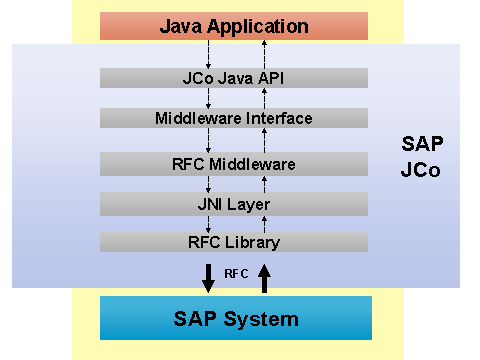 Java Application
JCo Java API
Middleware Interface
RFC Middleware
SAP
JCo
JNI Layer
RFC Library
RFC
SAP System